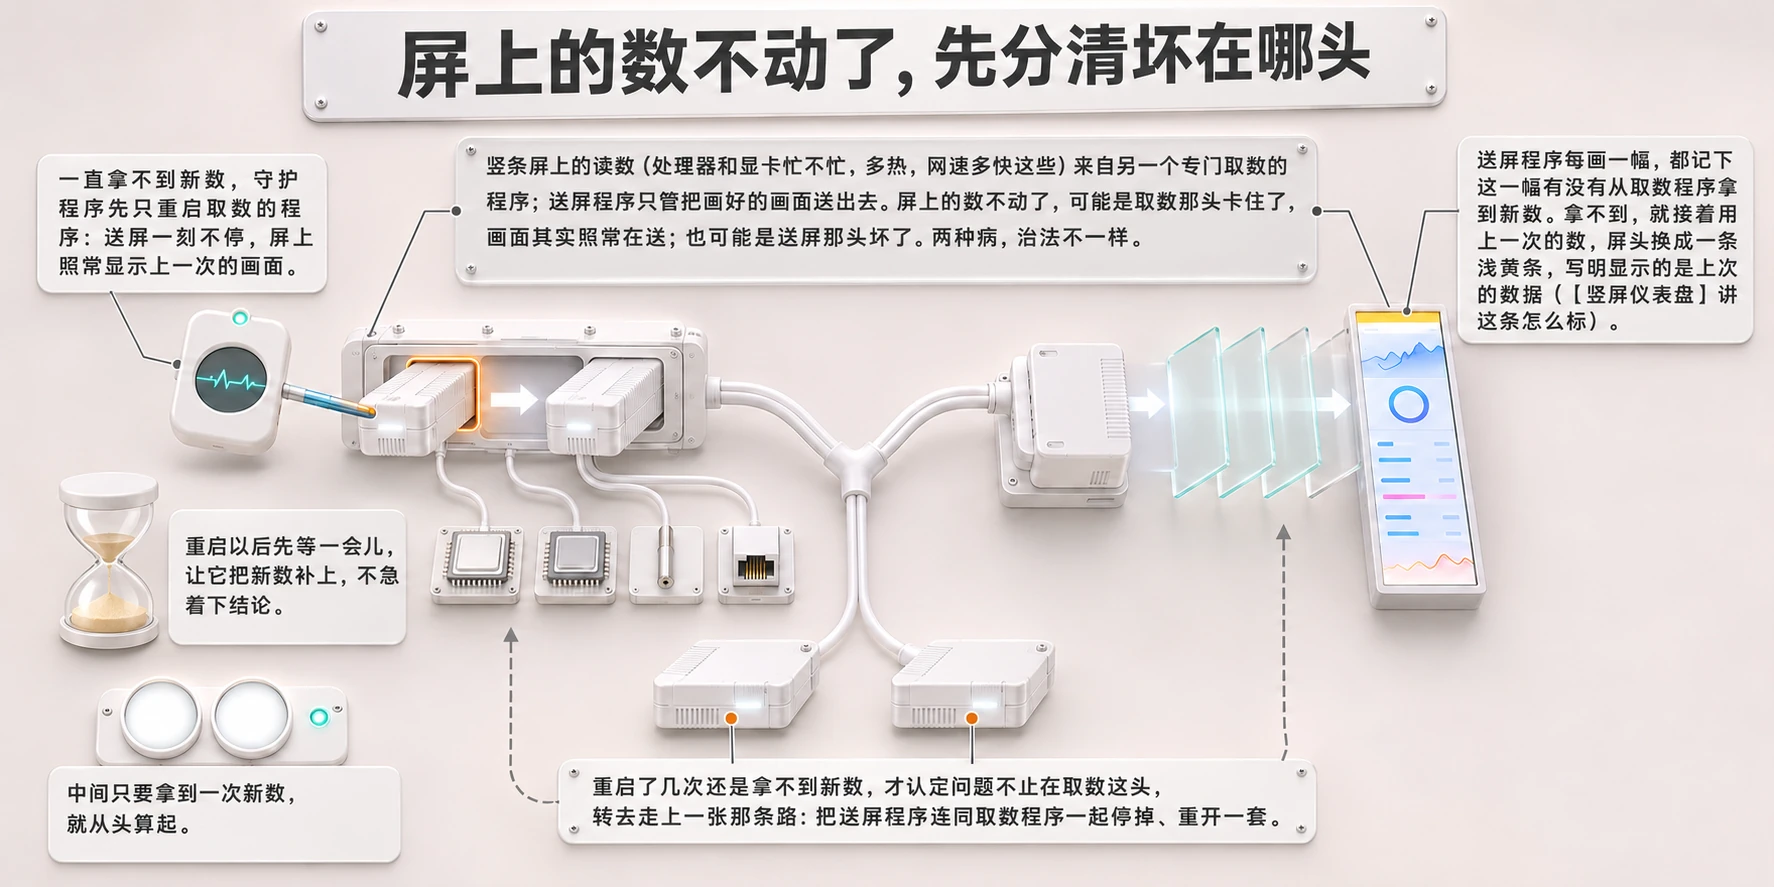 屏上的数不动了，先分清坏在哪头
一直拿不到新数，守护
程序先只重启取数的程
序：送屏一刻不停，屏上
照常显示上一次的画面。
竖条屏上的读数（处理器和显卡忙不忙，多热，网速多快这些）来自另一个专门取数的
程序；送屏程序只管把画好的画面送出去。屏上的数不动了，可能是取数那头卡住了，
画面其实照常在送；也可能是送屏那头坏了。两种病，治法不一样。
送屏程序每画一幅，都记下
这一幅有没有从取数程序拿
到新数。拿不到，就接着用
上一次的数，屏头换成一条
浅黄条，写明显示的是上次
的数据（【竖屏仪表盘】讲
这条怎么标）。
重启以后先等一会儿，
让它把新数补上，不急
着下结论。
中间只要拿到一次新数，
就从头算起。
重启了几次还是拿不到新数，才认定问题不止在取数这头，
转去走上一张那条路：把送屏程序连同取数程序一起停掉、重开一套。